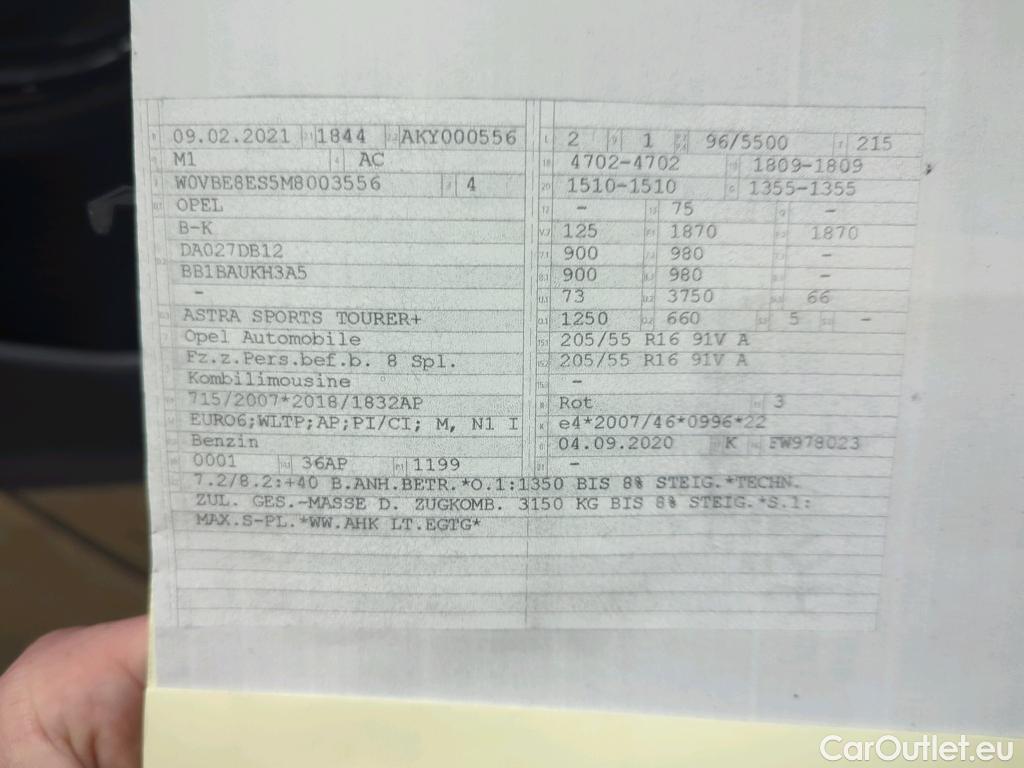 09.02.2021 1844 AKY000556
M1 AC
W0VBE8ES5M8003556 4
OPEL
B-K
DA027DB12
BB1BAUKH3A5
-
ASTRA SPORTS TOURER+
Opel Automobile
Fz.z.Pers.bef.b. 8 Spl.
Kombilimousine
715/2007*2018/1832AP
EURO6;WLTP;AP;PI/CI; M, N1 I
Benzin
0001 36AP 1199
2 1 96/5500 215
4702-4702 1809-1809
1510-1510 1355-1355
- 75 -
125 1870 1870
900 980 -
900 980 -
73 3750 66
1250 660 5 -
205/55 R16 91V A
205/55 R16 91V A
-
Rot 3
e4*2007/46*0996*22
04.09.2020 K FW978023
-
7.2/8.2:+40 B.ANH.BETR.*O.1:1350 BIS 8% STEIG.*TECHN.
ZUL. GES.-MASSE D. ZUGKOMB. 3150 KG BIS 8% STEIG.*S.1:
MAX.S-PL.*WW.AHK LT.EGTG*
CarOutlet.eu